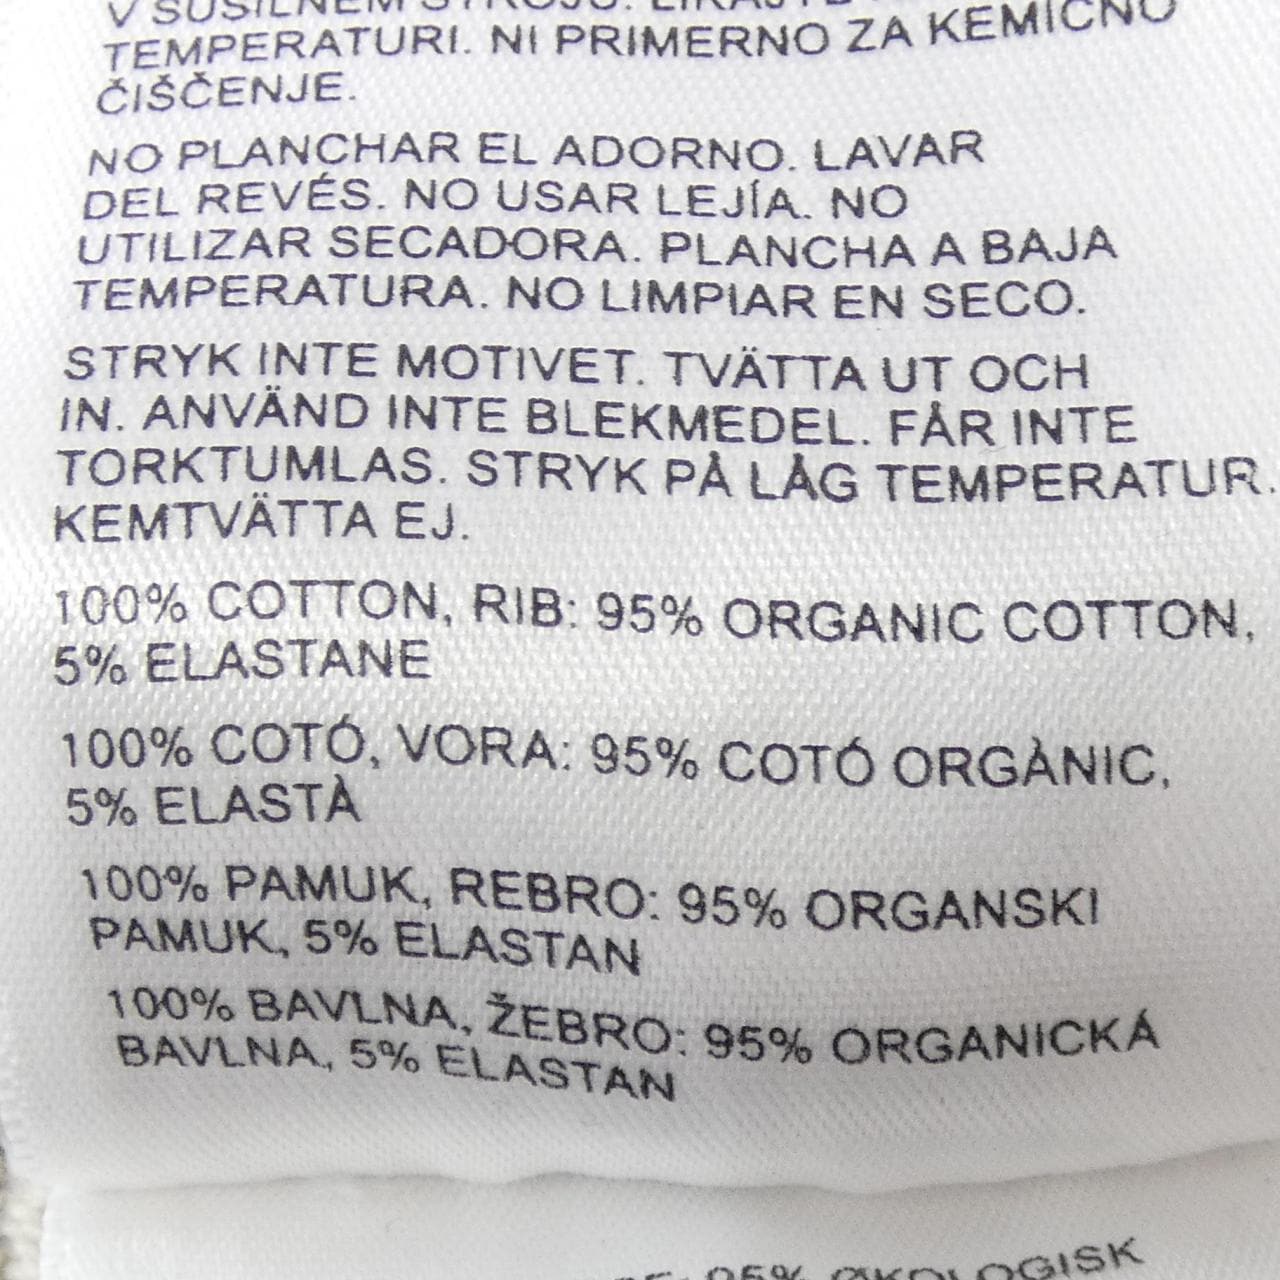 V SUŠILNEM STROJU.
TEMPERATURI. NI PRIMERNO ZA KEMIČNO
ČIŠČENJE.
NO PLANCHAR EL ADORNO. LAVAR
DEL REVÉS. NO USAR LEJÍA. NO
UTILIZAR SECADORA. PLANCHA A BAJA
TEMPERATURA. NO LIMPIAR EN SECO.
STRYK INTE MOTIVET. TVÄTTA UT OCH
IN. ANVÄND INTE BLEKMEDEL. FÅR INTE
TORKTUMLAS. STRYK PÅ LÅG TEMPERATUR.
KEMTVÄTTA EJ.
100% COTTON, RIB: 95% ORGANIC COTTON,
5% ELASTANE
100% COTÓ, VORA: 95% COTÓ ORGÀNIC,
5% ELASTÀ
100% PAMUK, REBRO: 95% ORGANSKI
PAMUK, 5% ELASTAN
100% BAVLNA, ŽEBRO: 95% ORGANICKÁ
BAVLNA, 5% ELASTAN
95% ØKOLOGISK